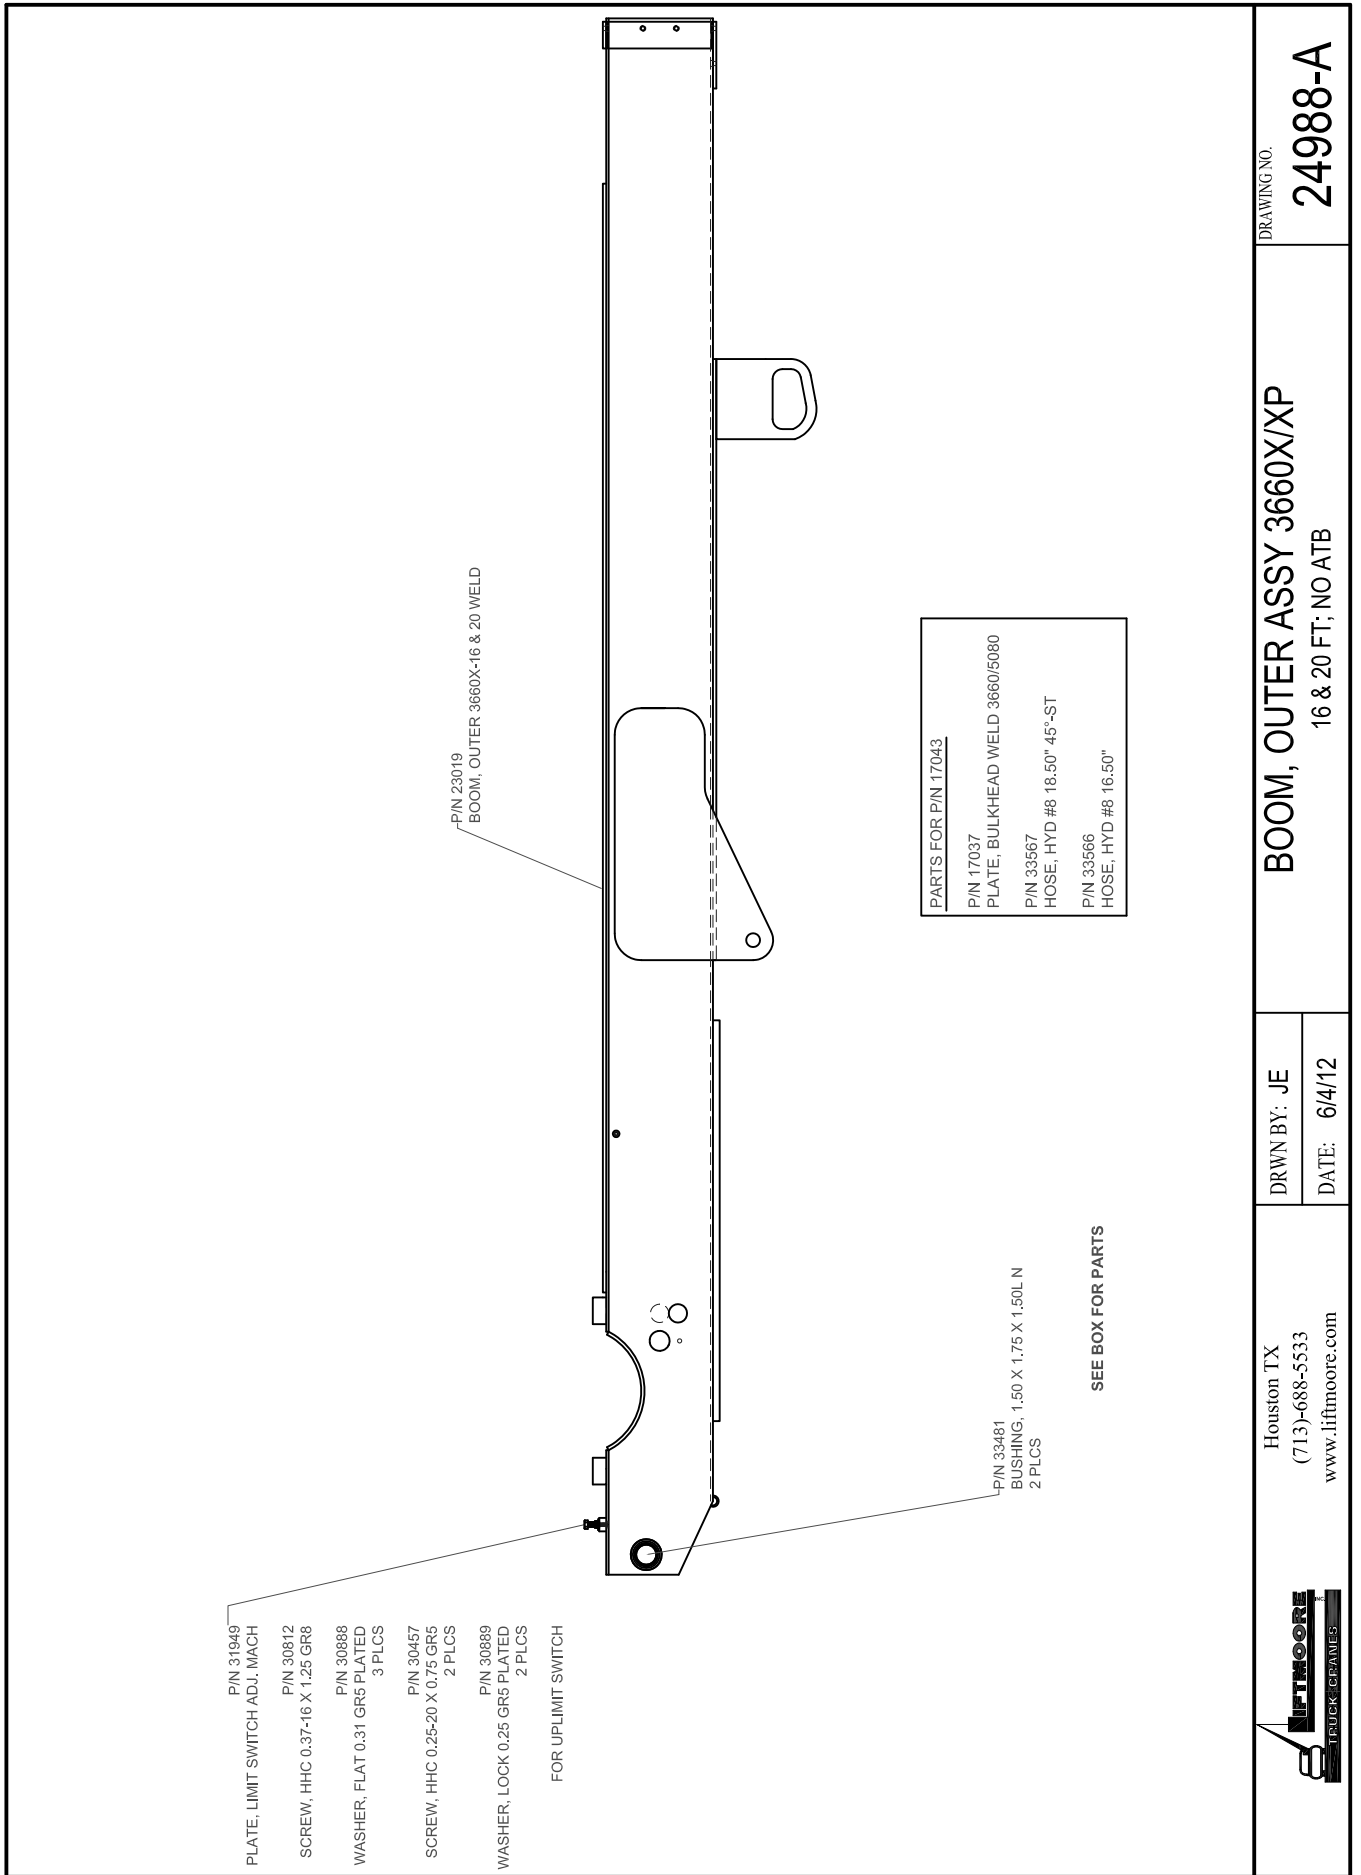 P/N 31949
PLATE, LIMIT SWITCH ADJ. MACH
P/N 30812
SCREW, HHC 0.37-16 X 1.25 GR8
P/N 30888
WASHER, FLAT 0.31 GR5 PLATED
3 PLCS
P/N 30457
SCREW, HHC 0.25-20 X 0.75 GR5
2 PLCS
P/N 30889
WASHER, LOCK 0.25 GR5 PLATED
2 PLCS
FOR UPLIMIT SWITCH
P/N 23019
BOOM, OUTER 3660X-16 & 20 WELD
P/N 33481
BUSHING, 1.50 X 1.75 X 1.50L N
2 PLCS
SEE BOX FOR PARTS
PARTS FOR P/N 17043
P/N 17037
PLATE, BULKHEAD WELD 3660/5080
P/N 33567
HOSE, HYD #8 18.50" 45°-ST
P/N 33566
HOSE, HYD #8 16.50"
LIFTMOORE INC.
TRUCK CRANES
Houston TX
(713)-688-5533
www.liftmoore.com
DRWN BY: JE
DATE: 6/4/12
BOOM, OUTER ASSY 3660X/XP
16 & 20 FT; NO ATB
DRAWING NO.
24988-A